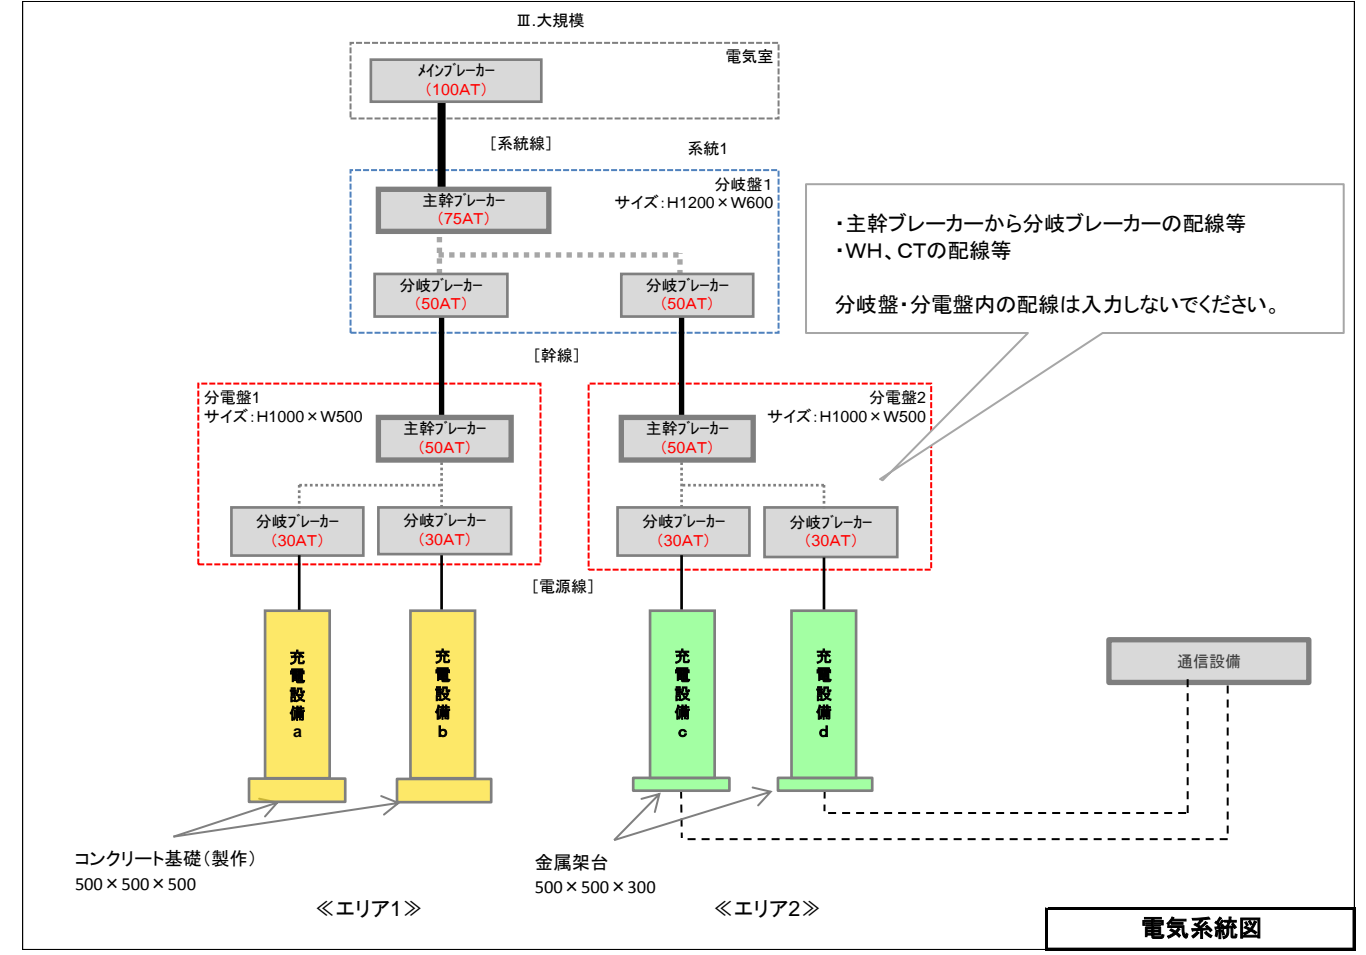 Ⅲ.大規模
電気室
ﾒｲﾝﾌﾞﾚｰｶｰ
(100AT)
[系統線]
系統1
分岐盤1
サイズ:H1200×W600
主幹ﾌﾞﾚｰｶｰ
(75AT)
分岐ﾌﾞﾚｰｶｰ
(50AT)
分岐ﾌﾞﾚｰｶｰ
(50AT)
・主幹ブレーカーから分岐ブレーカーの配線等
・WH、CTの配線等
分岐盤・分電盤内の配線は入力しないでください。
[幹線]
分電盤1
サイズ:H1000×W500
主幹ﾌﾞﾚｰｶｰ
(50AT)
分岐ﾌﾞﾚｰｶｰ
(30AT)
分岐ﾌﾞﾚｰｶｰ
(30AT)
分電盤2
サイズ:H1000×W500
主幹ﾌﾞﾚｰｶｰ
(50AT)
分岐ﾌﾞﾚｰｶｰ
(30AT)
分岐ﾌﾞﾚｰｶｰ
(30AT)
[電源線]
充電設備a
充電設備b
充電設備c
充電設備d
通信設備
コンクリート基礎(製作)
500×500×500
金属架台
500×500×300
≪エリア1≫
≪エリア2≫
電気系統図